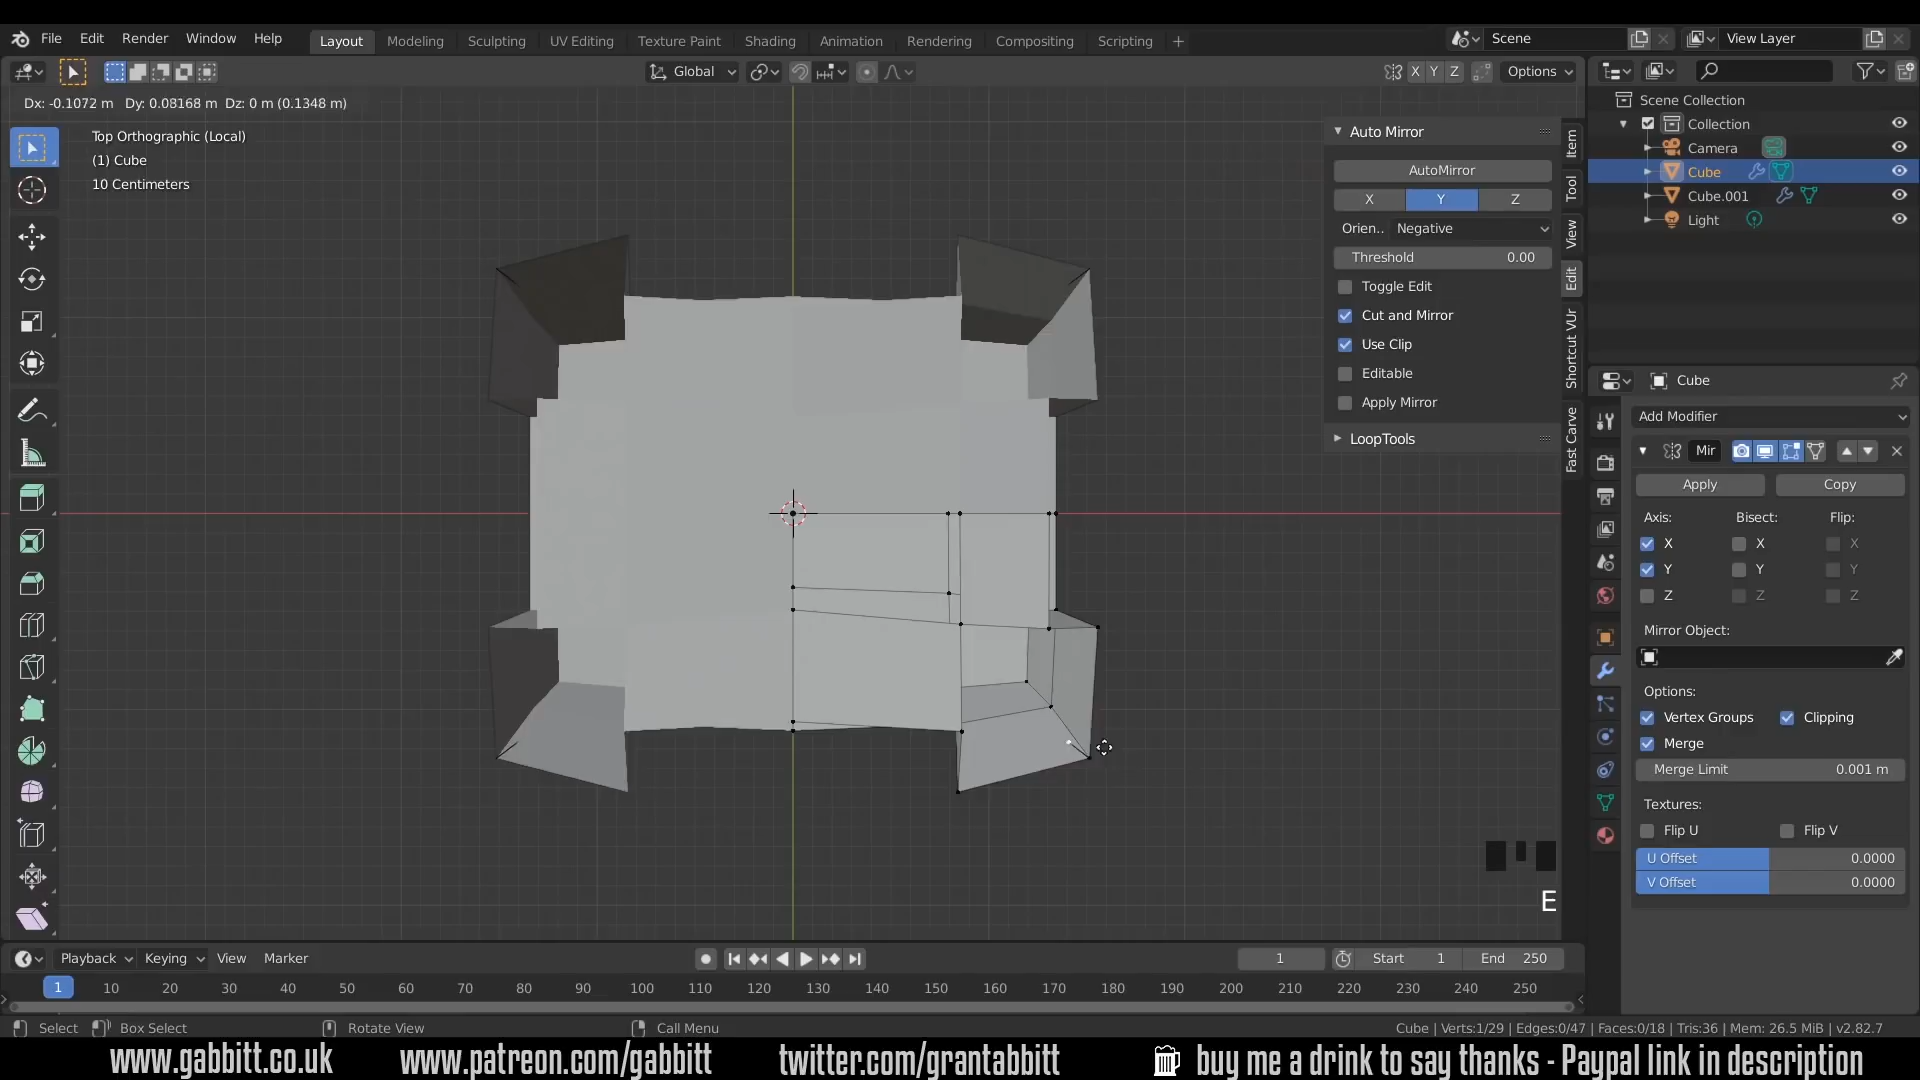 File Edit Render Window Help Layout Modeling Sculpting UV Editing Texture Paint Shading Animation Rendering Compositing Scripting + Scene View Layer
Global X Y Z Options
Dx: -0.1072 m Dy: 0.08168 m Dz: 0 m (0.1348 m)
Top Orthographic (Local)
(1) Cube
10 Centimeters
Auto Mirror
AutoMirror
X Y Z
Orien.. Negative
Threshold 0.00
Toggle Edit
Cut and Mirror
Use Clip
Editable
Apply Mirror
LoopTools
Item
Tool
View
Edit
Shortcut VUr
Fast Carve
Scene Collection
Collection
Camera
Cube
Cube.001
Light
Cube
Add Modifier
Mir
Apply Copy
Axis: Bisect: Flip:
X X X
Y Y Y
Z Z Z
Mirror Object:
Options:
Vertex Groups Clipping
Merge
Merge Limit 0.001 m
Textures:
Flip U Flip V
U Offset 0.0000
V Offset 0.0000
E
Playback Keying View Marker 1 Start 1 End 250
1 10 20 30 40 50 60 70 80 90 100 110 120 130 140 150 160 170 180 190 200 210 220 230 240 250
Select Box Select Rotate View Call Menu Cube | Verts:1/29 | Edges:0/47 | Faces:0/18 | Tris:36 | Mem: 26.5 MiB | v2.82.7
www.gabbitt.co.uk www.patreon.com/gabbitt twitter.com/grantabbitt buy me a drink to say thanks - Paypal link in description